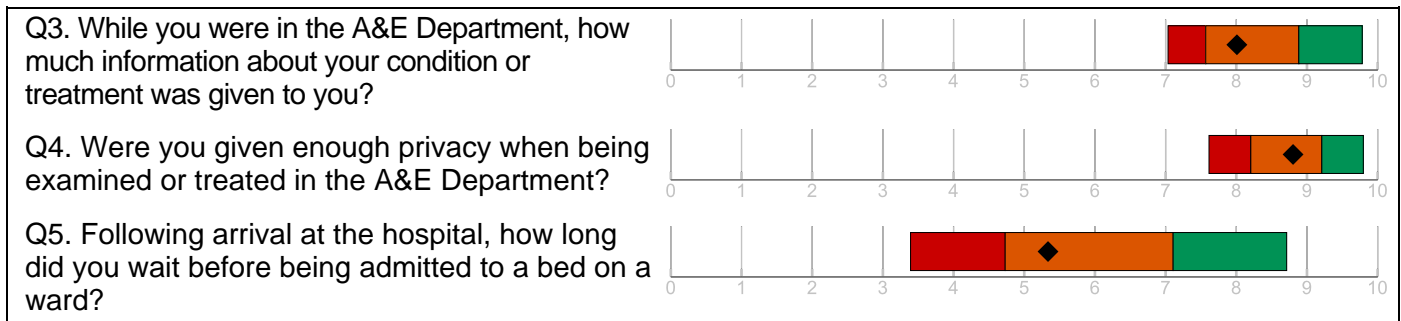 Q3. While you were in the A&E Department, how
much information about your condition or
treatment was given to you?
0 1 2 3 4 5 6 7 8 9 10
Q4. Were you given enough privacy when being
examined or treated in the A&E Department?
0 1 2 3 4 5 6 7 8 9 10
Q5. Following arrival at the hospital, how long
did you wait before being admitted to a bed on a
ward?
0 1 2 3 4 5 6 7 8 9 10